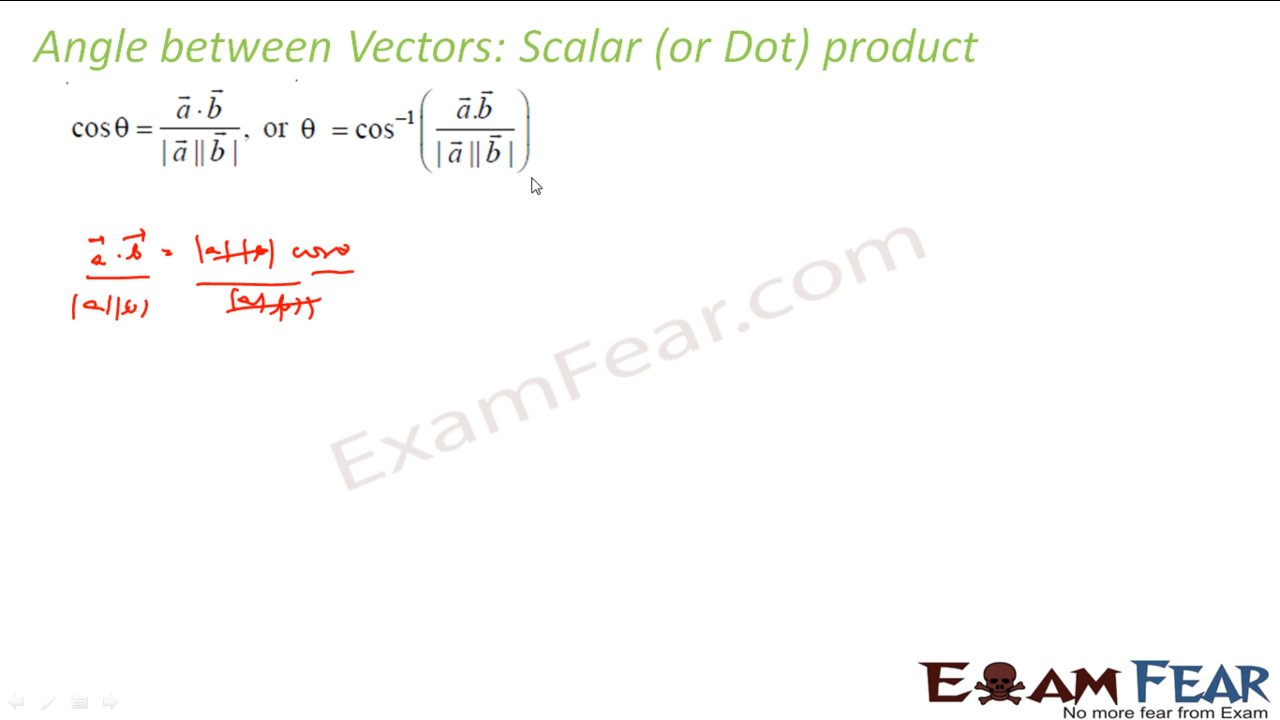 Angle between Vectors: Scalar (or Dot) product
cosθ = (a⃗ · b⃗) / (|a⃗||b⃗|), or θ = cos⁻¹((a⃗.b⃗) / (|a⃗||b⃗|))
a⃗ · b⃗ = |a||b| cosθ
|a||b| |a||b|
ExamFear.com
EXAM FEAR
No more fear from Exam